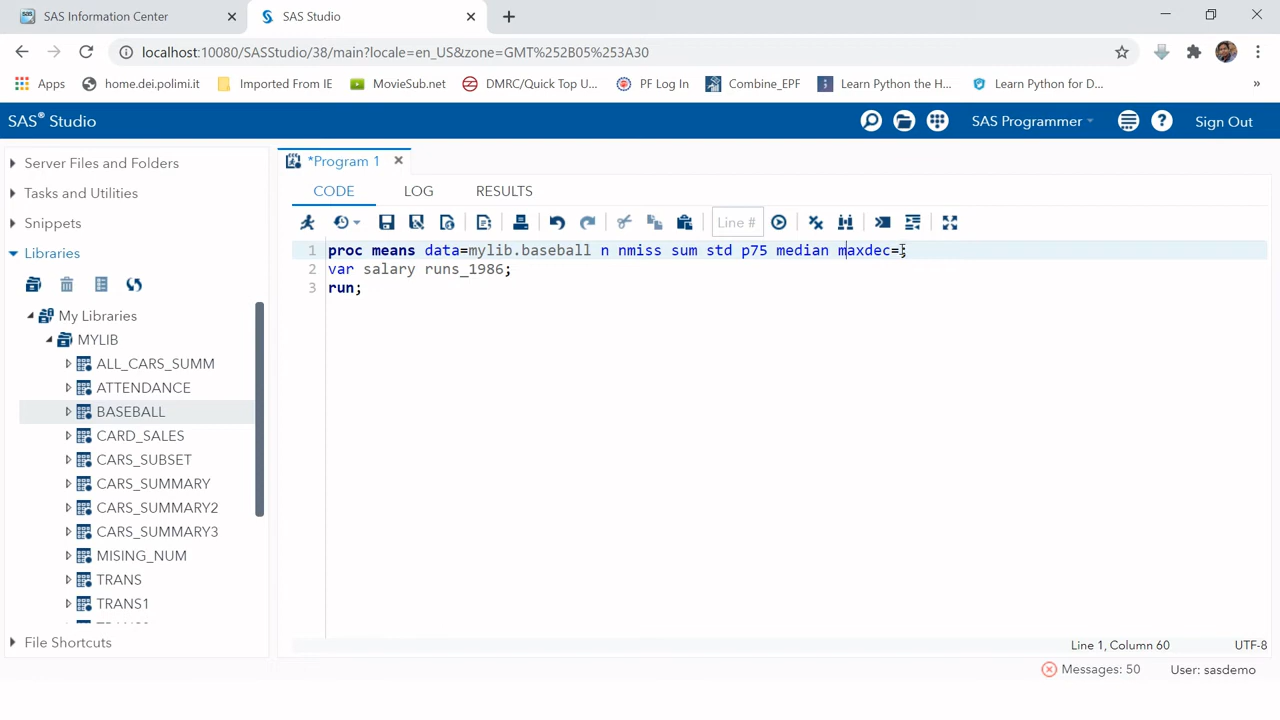 SAS Information Center
SAS Studio
localhost:10080/SASStudio/38/main?locale=en_US&zone=GMT%252B05%253A30
Apps
home.dei.polimi.it
Imported From IE
MovieSub.net
DMRC/Quick Top U...
PF Log In
Combine_EPF
Learn Python the H...
Learn Python for D...
»
SAS® Studio
SAS Programmer
Sign Out
Server Files and Folders
Tasks and Utilities
Snippets
Libraries
My Libraries
MYLIB
ALL_CARS_SUMM
ATTENDANCE
BASEBALL
CARD_SALES
CARS_SUBSET
CARS_SUMMARY
CARS_SUMMARY2
CARS_SUMMARY3
MISING_NUM
TRANS
TRANS1
File Shortcuts
*Program 1
CODE
LOG
RESULTS
Line #
1 proc means data=mylib.baseball n nmiss sum std p75 median maxdec=
2 var salary runs_1986;
3 run;
Line 1, Column 60
UTF-8
Messages: 50
User: sasdemo